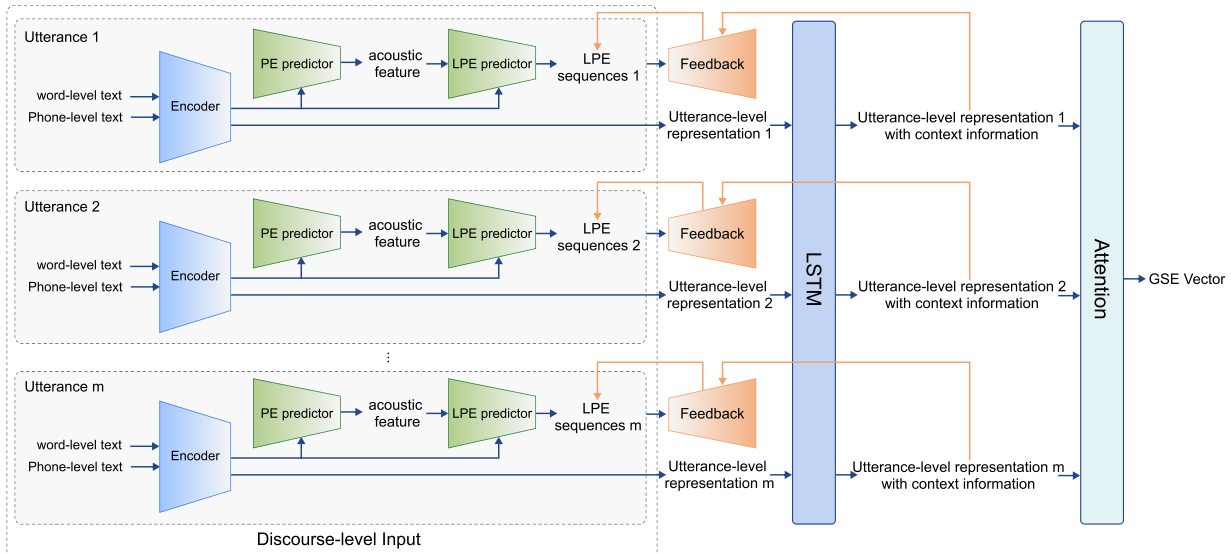 Utterance 1
word-level text
Phone-level text
Encoder
PE predictor
acoustic
feature
LPE predictor
LPE
sequences 1
Feedback
Utterance-level
representation 1
Utterance-level representation 1
with context information
Utterance 2
word-level text
Phone-level text
Encoder
PE predictor
acoustic
feature
LPE predictor
LPE
sequences 2
Feedback
Utterance-level
representation 2
LSTM
Utterance-level representation 2
with context information
Attention
GSE Vector
⋮
Utterance m
word-level text
Phone-level text
Encoder
PE predictor
acoustic
feature
LPE predictor
LPE
sequences m
Feedback
Utterance-level
representation m
Utterance-level representation m
with context information
Discourse-level Input